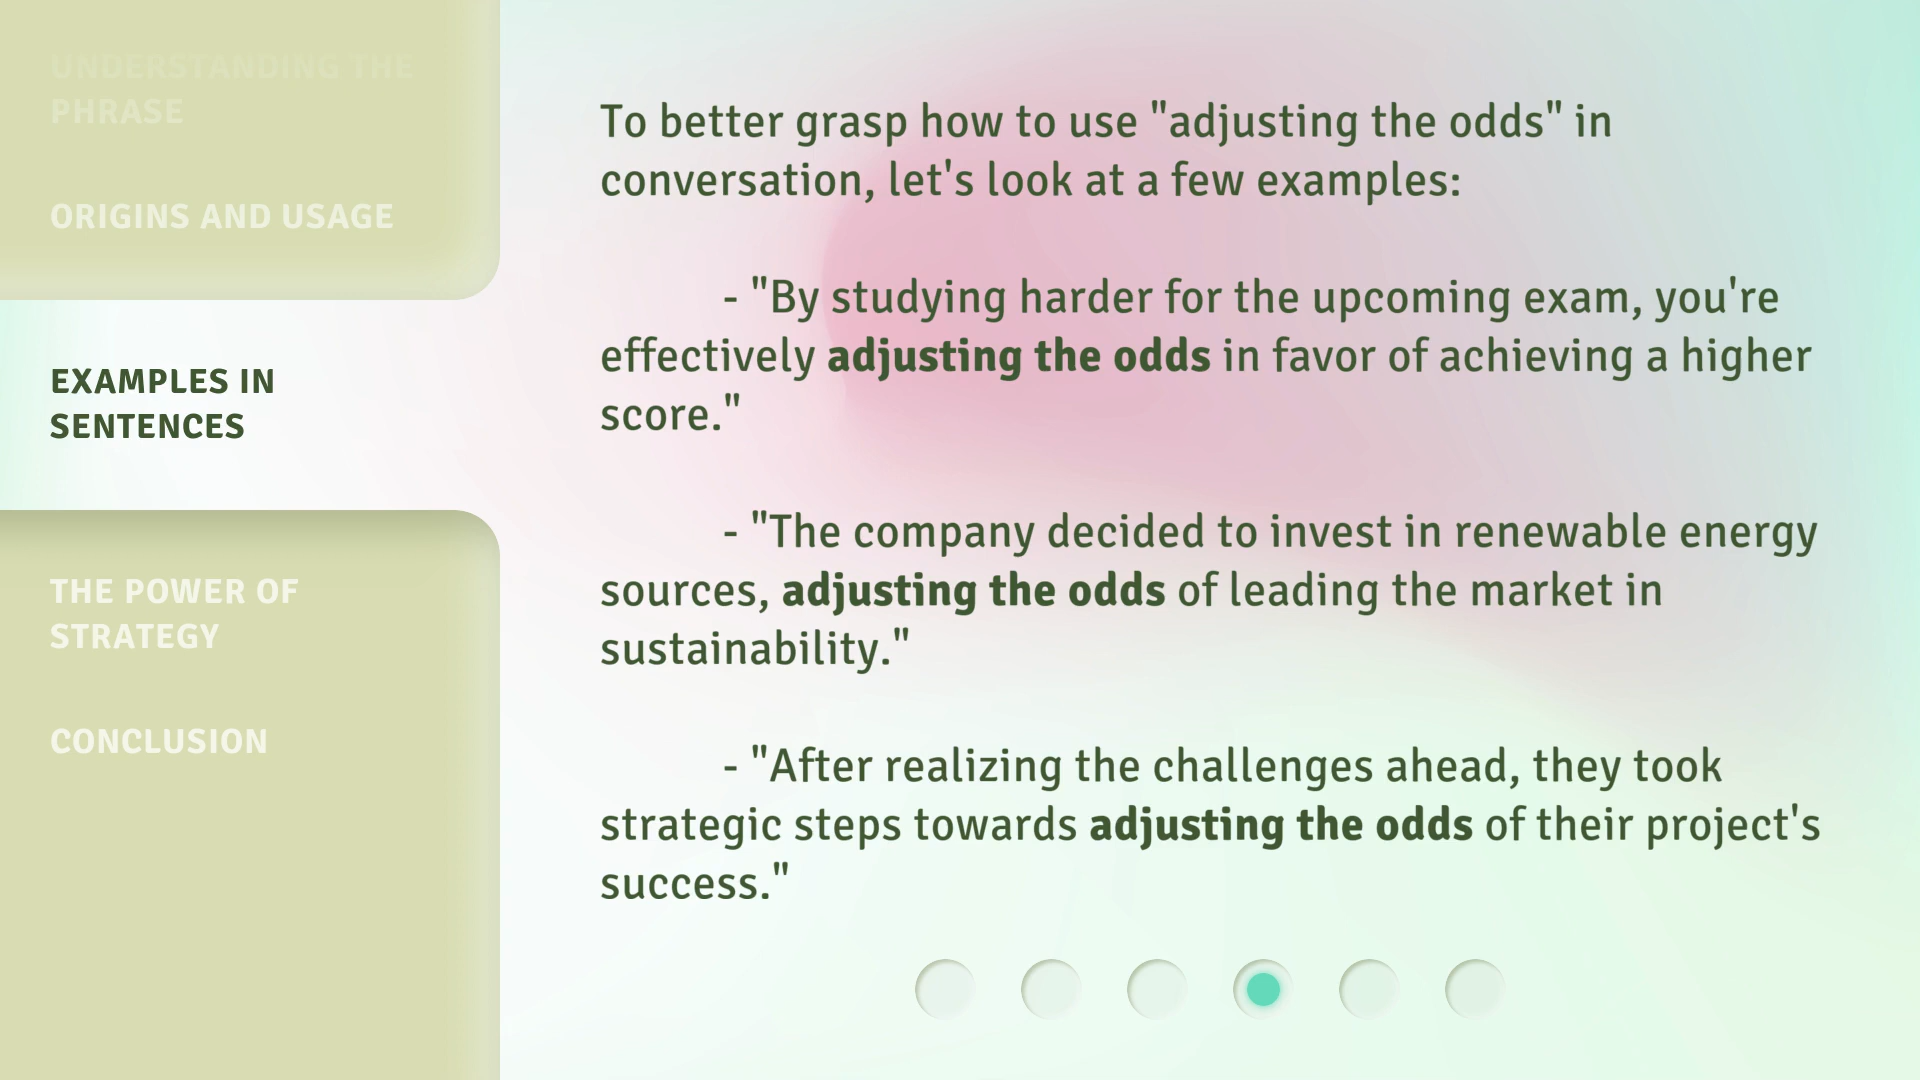 UNDERSTANDING THE
PHRASE
ORIGINS AND USAGE
EXAMPLES IN
SENTENCES
THE POWER OF
STRATEGY
CONCLUSION
To better grasp how to use "adjusting the odds" in
conversation, let's look at a few examples:
- "By studying harder for the upcoming exam, you're
effectively adjusting the odds in favor of achieving a higher
score."
- "The company decided to invest in renewable energy
sources, adjusting the odds of leading the market in
sustainability."
- "After realizing the challenges ahead, they took
strategic steps towards adjusting the odds of their project's
success."